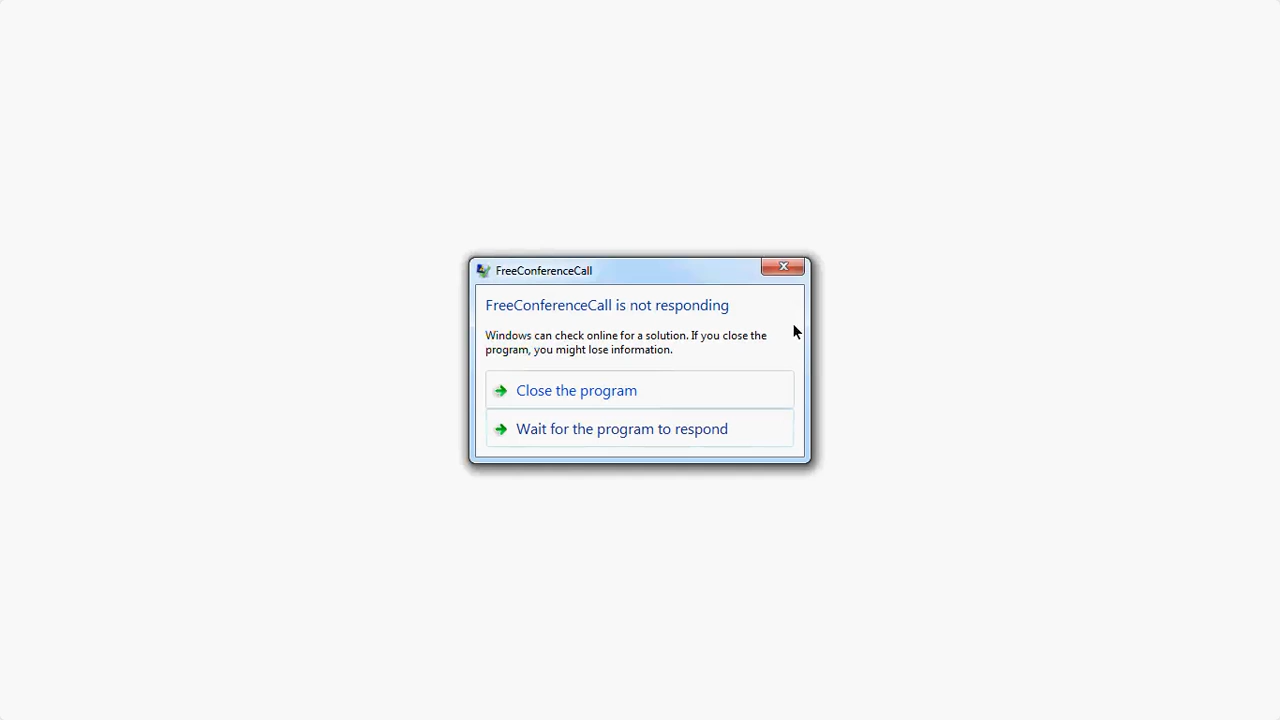 FreeConferenceCall
FreeConferenceCall is not responding
Windows can check online for a solution. If you close the
program, you might lose information.
Close the program
Wait for the program to respond